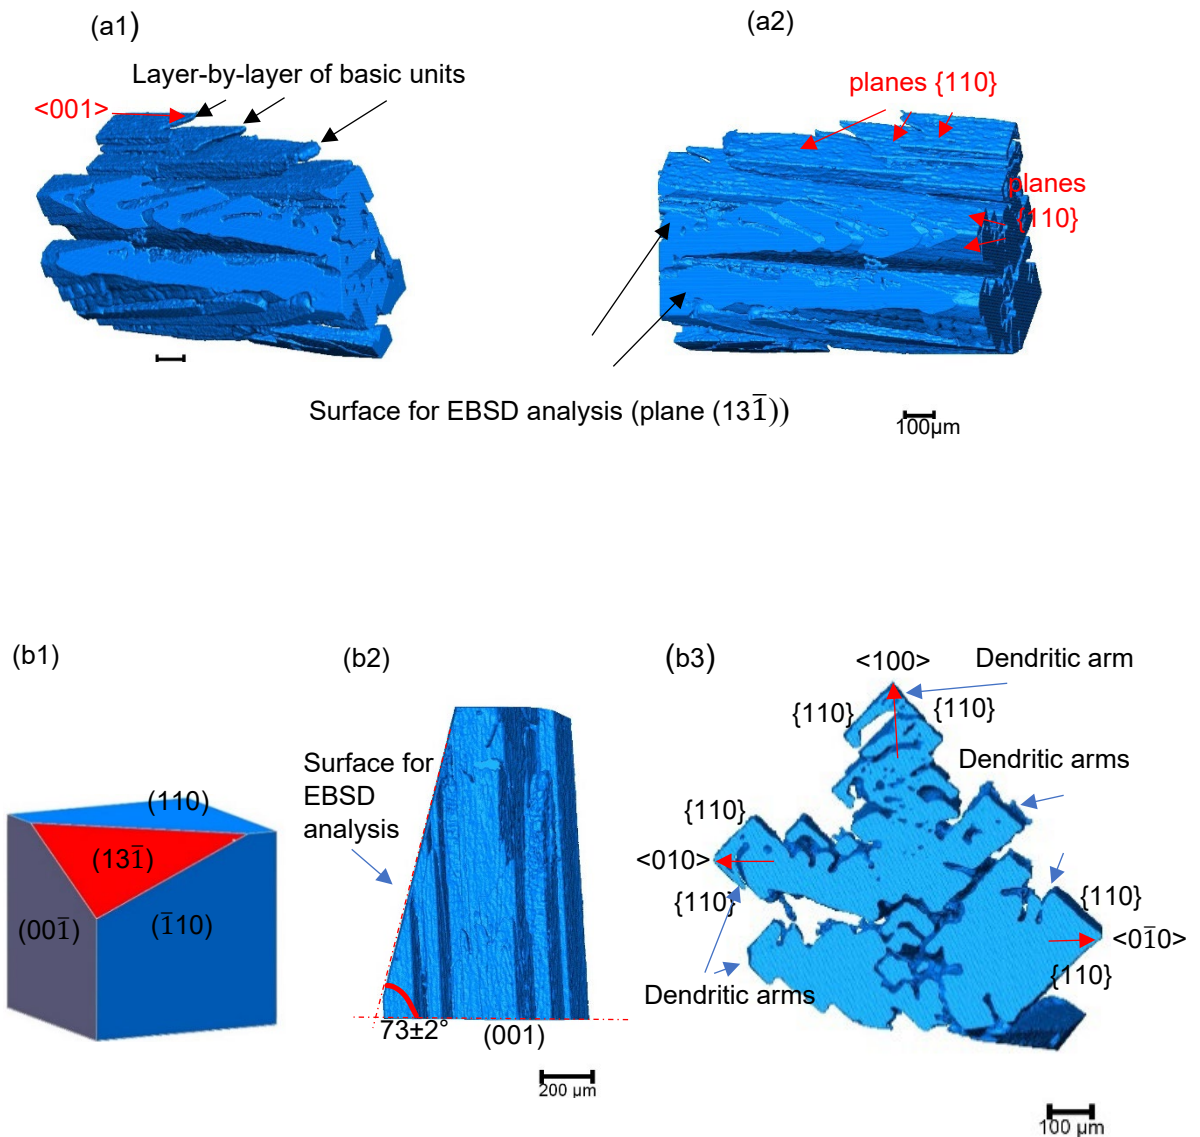 (a1)
(a2)
Layer-by-layer of basic units
<001>
planes {110}
planes
{110}
Surface for EBSD analysis (plane (131̅))
100μm
(b1)
(b2)
(b3)
<100>
Dendritic arm
{110}
{110}
Dendritic arms
Surface for
EBSD
analysis
(110)
(131̅)
(001̅)
(1̅10)
{110}
<010>
{110}
{110}
<01̅0>
{110}
Dendritic arms
73±2°
(001)
200 μm
100 μm